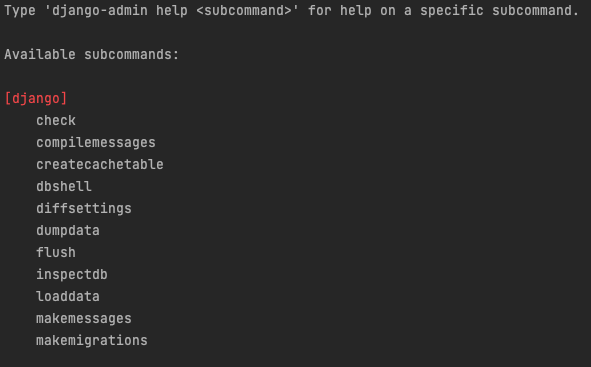 Type 'django-admin help <subcommand>' for help on a specific subcommand.
Available subcommands:
[django]
check
compilemessages
createcachetable
dbshell
diffsettings
dumpdata
flush
inspectdb
loaddata
makemessages
makemigrations